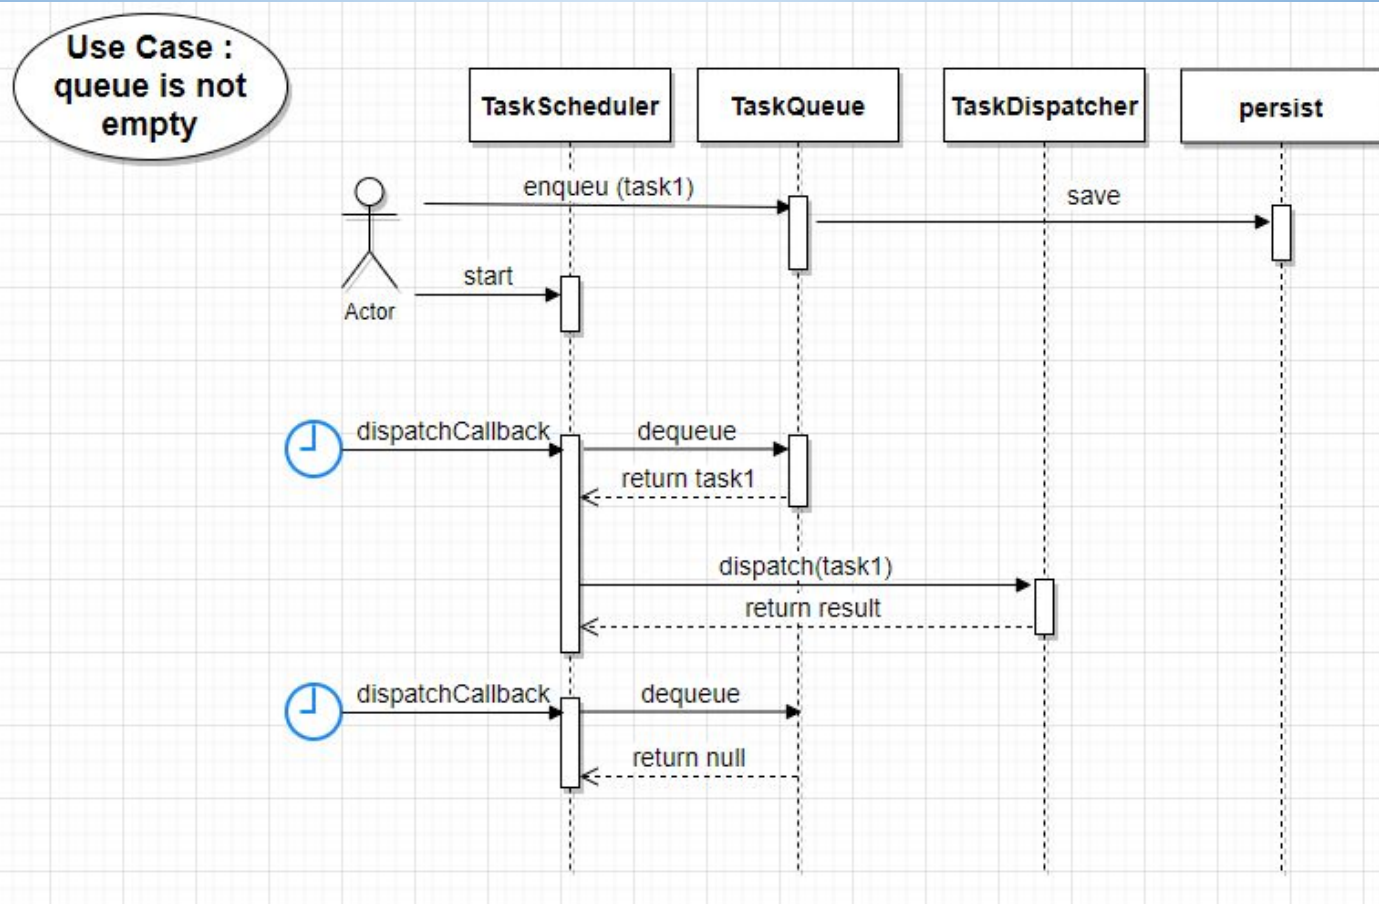 Use Case :
queue is not
empty
TaskScheduler
TaskQueue
TaskDispatcher
persist
enqueu (task1)
save
start
Actor
dispatchCallback
dequeue
return task1
dispatch(task1)
return result
dispatchCallback
dequeue
return null